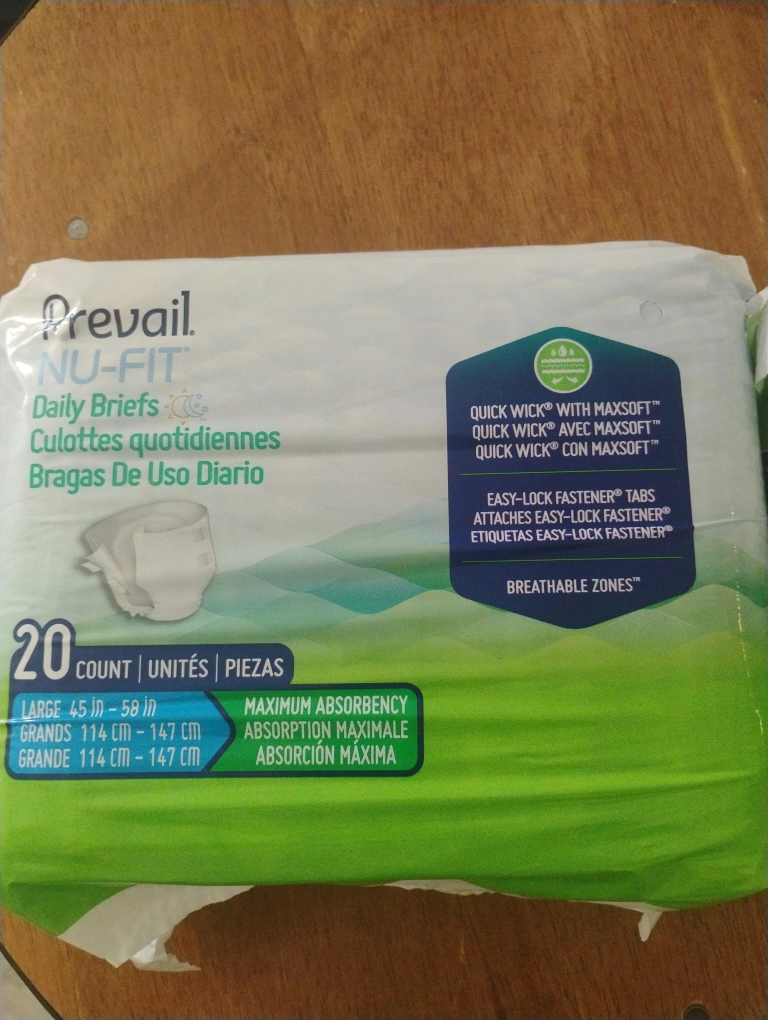 Prevail®
NU-FIT®
Daily Briefs
Culottes quotidiennes
Bragas De Uso Diario
20 COUNT | UNITÉS | PIEZAS
LARGE 45 in - 58 in
GRANDS 114 cm - 147 cm
GRANDE 114 cm - 147 cm
MAXIMUM ABSORBENCY
ABSORPTION MAXIMALE
ABSORCIÓN MÁXIMA
QUICK WICK® WITH MAXSOFT™
QUICK WICK® AVEC MAXSOFT™
QUICK WICK® CON MAXSOFT™
EASY-LOCK FASTENER® TABS
ATTACHES EASY-LOCK FASTENER®
ETIQUETAS EASY-LOCK FASTENER®
BREATHABLE ZONES™